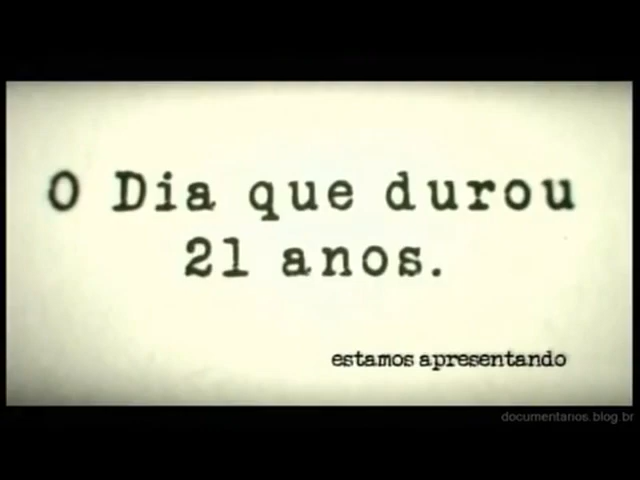 O Dia que durou
21 anos.
estamos apresentando
documentarios.blog.br